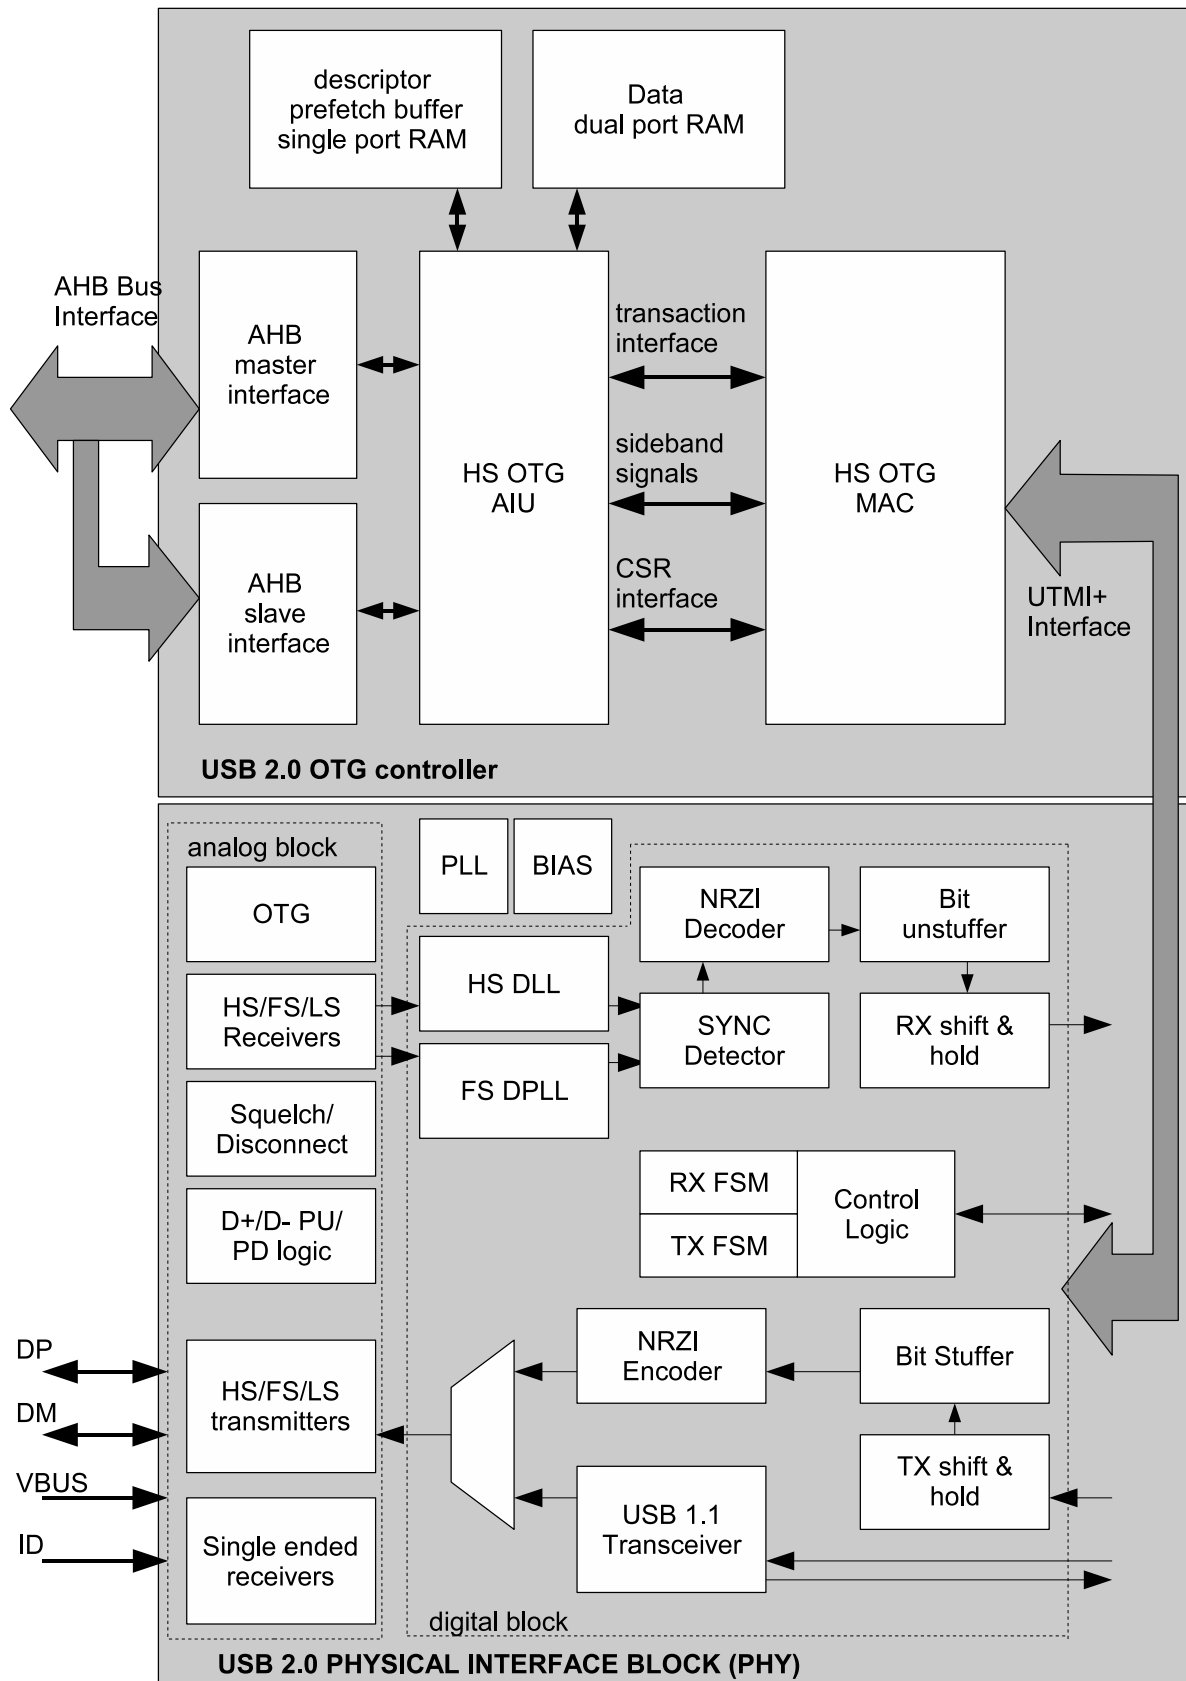 descriptor
prefetch buffer
single port RAM
Data
dual port RAM
AHB Bus
Interface
AHB
master
interface
HS OTG
AIU
transaction
interface
sideband
signals
CSR
interface
HS OTG
MAC
AHB
slave
interface
UTMI+
Interface
USB 2.0 OTG controller
analog block
OTG
HS/FS/LS
Receivers
Squelch/
Disconnect
D+/D- PU/
PD logic
HS/FS/LS
transmitters
Single ended
receivers
PLL
BIAS
HS DLL
FS DPLL
NRZI
Decoder
Bit
unstuffer
SYNC
Detector
RX shift &
hold
RX FSM
TX FSM
Control
Logic
NRZI
Encoder
Bit Stuffer
TX shift &
hold
USB 1.1
Transceiver
DP
DM
VBUS
ID
digital block
USB 2.0 PHYSICAL INTERFACE BLOCK (PHY)